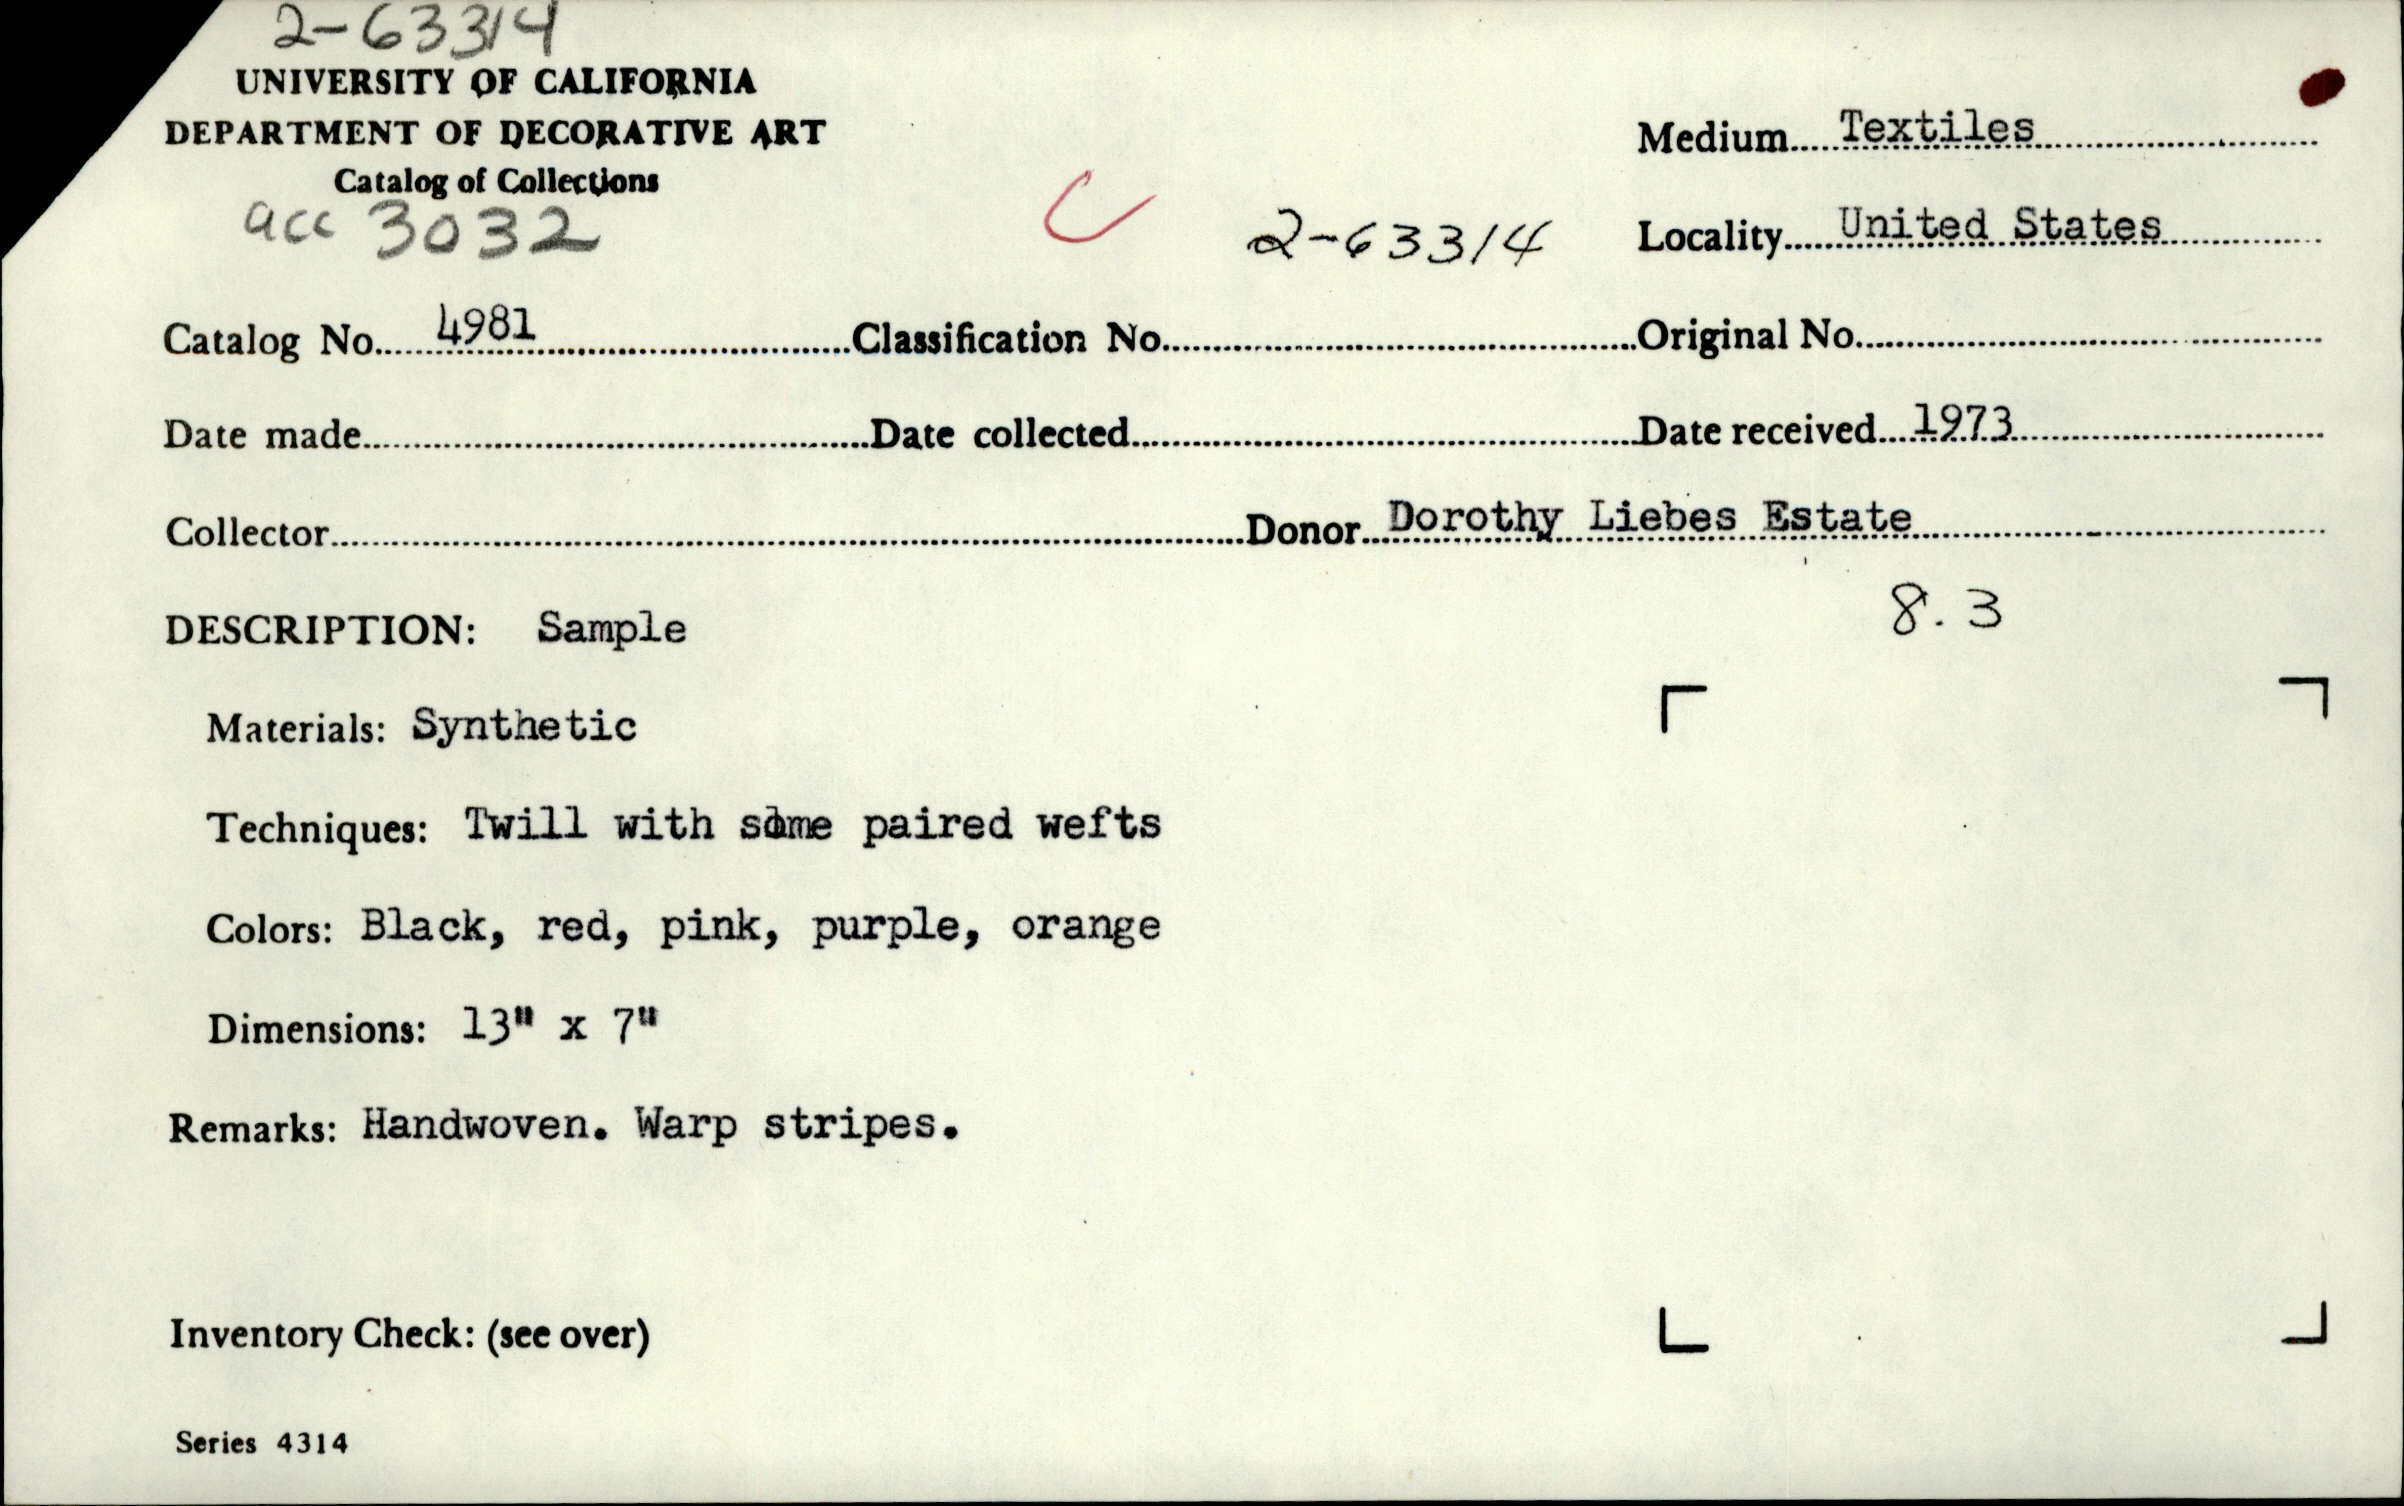 2-63314
UNIVERSITY OF CALIFORNIA
DEPARTMENT OF DECORATIVE ART
Catalog of Collections
acc 3032
2-63314
Medium Textiles
Locality United States
Catalog No. 4981 Classification No. Original No.
Date made Date collected Date received 1973
Collector Donor Dorothy Liebes Estate
8.3
DESCRIPTION: Sample
Materials: Synthetic
Techniques: Twill with some paired wefts
Colors: Black, red, pink, purple, orange
Dimensions: 13" x 7"
Remarks: Handwoven. Warp stripes.
Inventory Check: (see over)
Series 4314